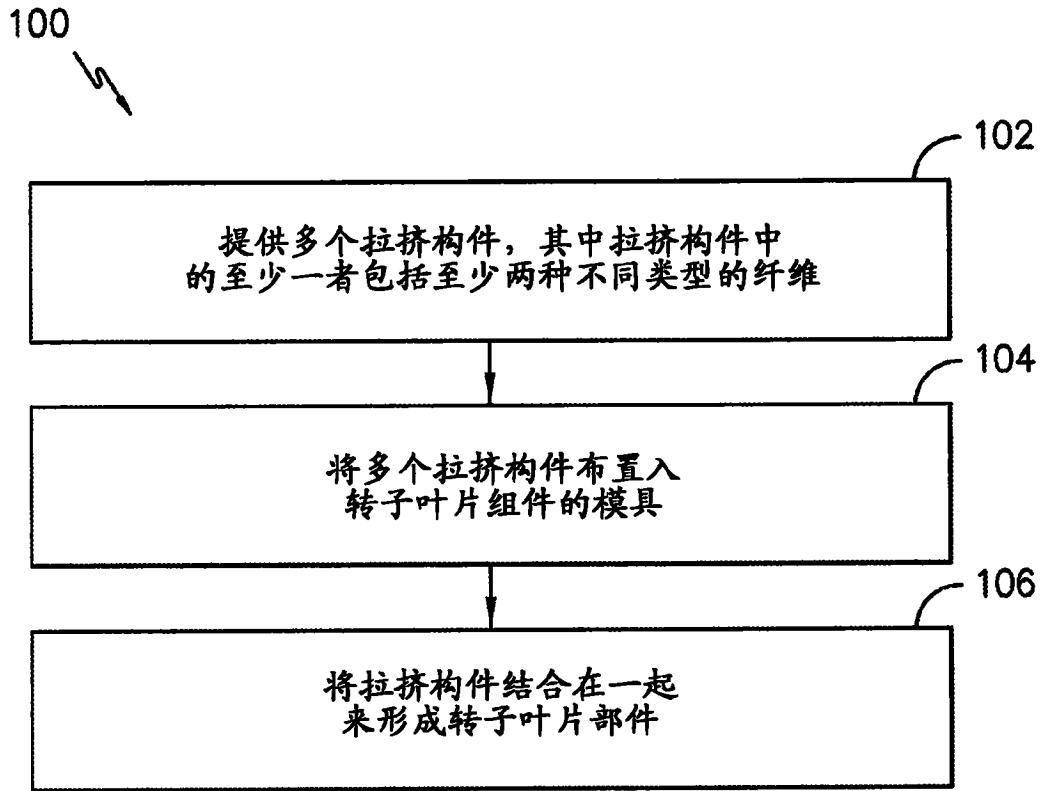 100
102
提供多个拉挤构件，其中拉挤构件中
的至少一者包括至少两种不同类型的纤维
104
将多个拉挤构件布置入
转子叶片组件的模具
106
将拉挤构件结合在一起
来形成转子叶片部件